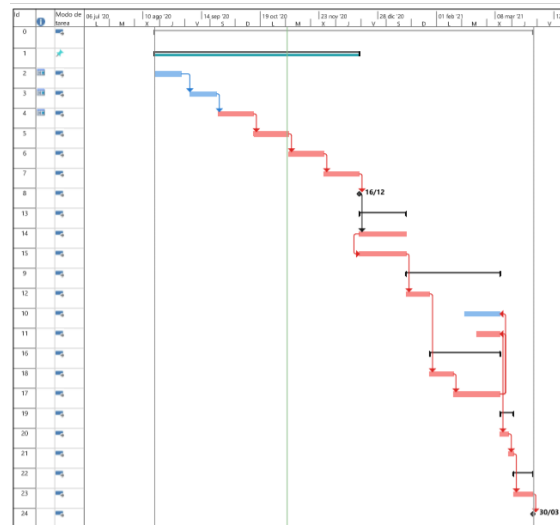 Id
Modo de tarea
06 jul '20
10 ago '20
14 sep '20
19 oct '20
23 nov '20
28 dic '20
01 feb '21
08 mar '21
L M X J V S D L M X J V S D L M X J
0
1
2
3
4
5
6
7
8
16/12
13
14
15
9
12
10
11
16
18
17
19
20
21
22
23
24
30/03